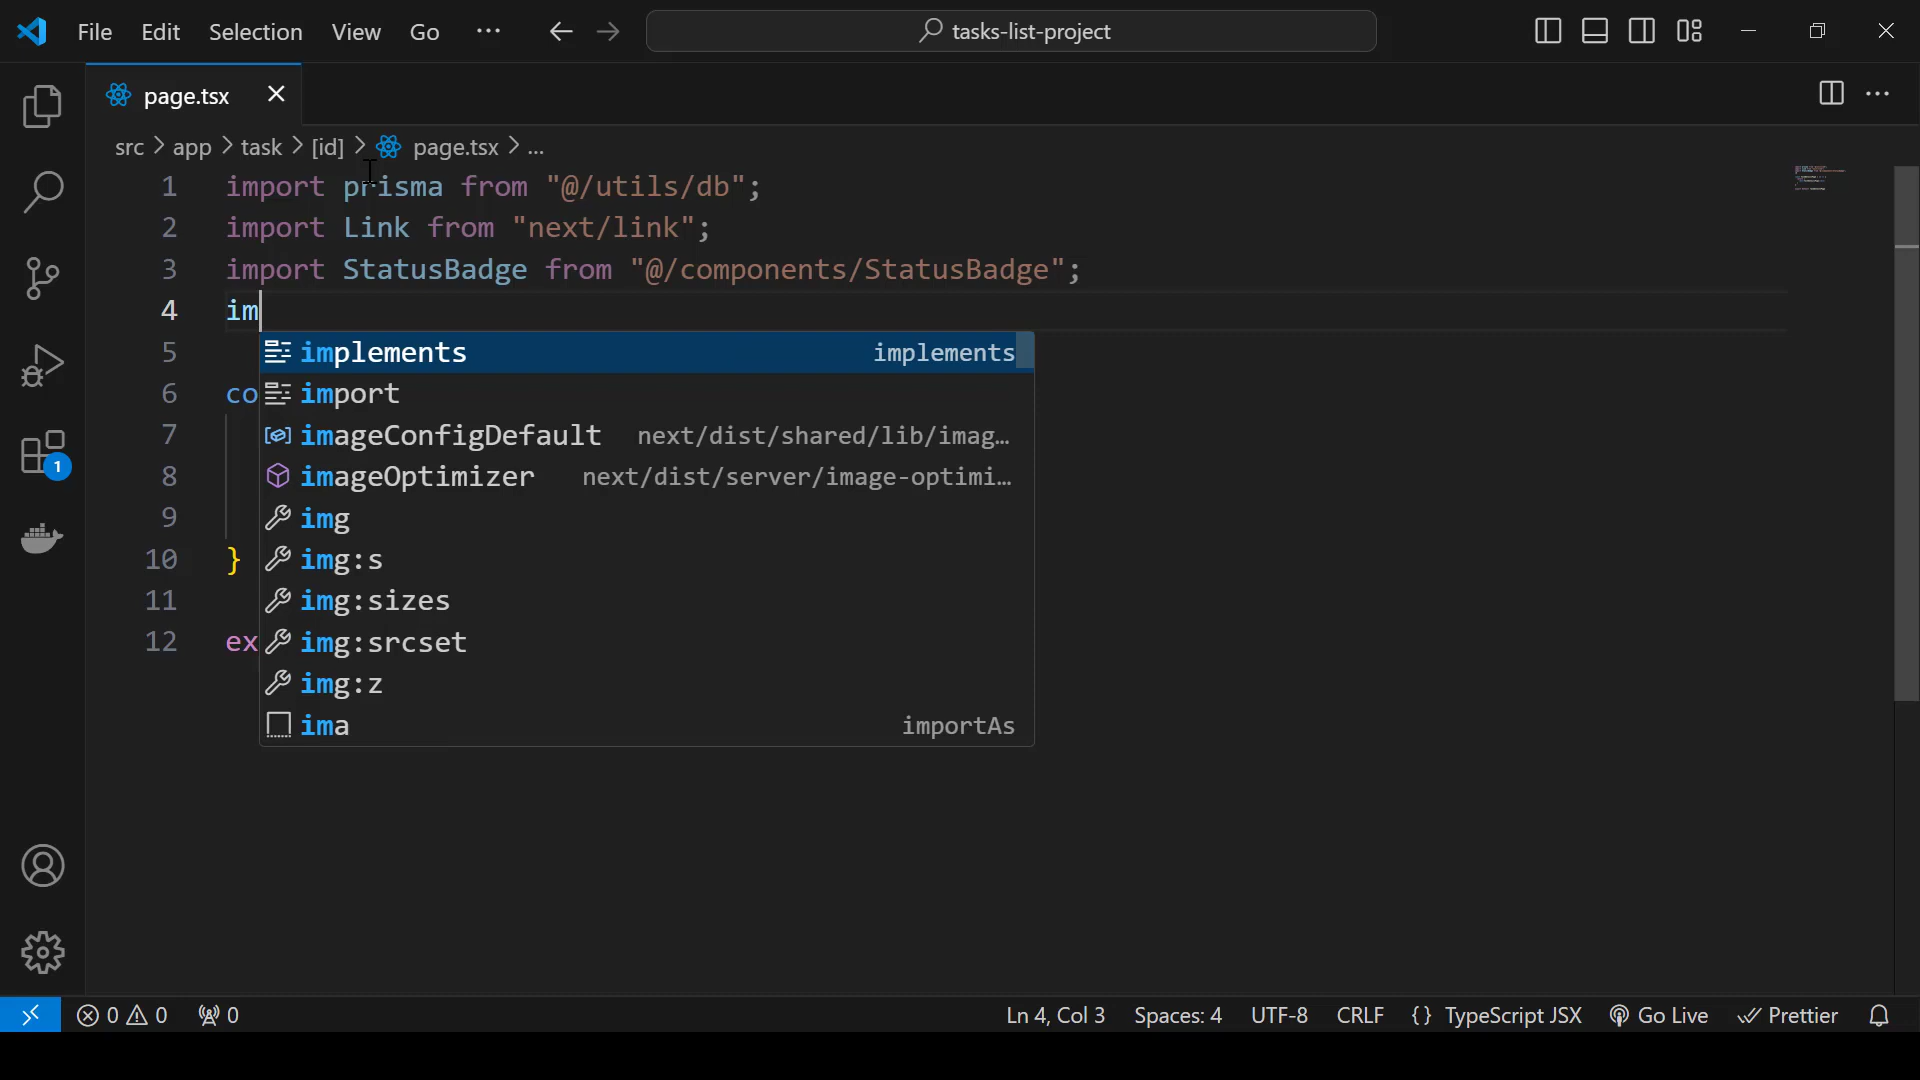 File Edit Selection View Go ··· tasks-list-project
page.tsx
src > app > task > [id] > page.tsx > ...
1 import prisma from "@/utils/db";
2 import Link from "next/link";
3 import StatusBadge from "@/components/StatusBadge";
4 im
5 implements implements
6 co import
7 imageConfigDefault next/dist/shared/lib/imag…
8 imageOptimizer next/dist/server/image-optimi…
1
9 img
10 } img:s
11 img:sizes
12 ex img:srcset
img:z
ima importAs
0 0 0 Ln 4, Col 3 Spaces: 4 UTF-8 CRLF {} TypeScript JSX Go Live Prettier